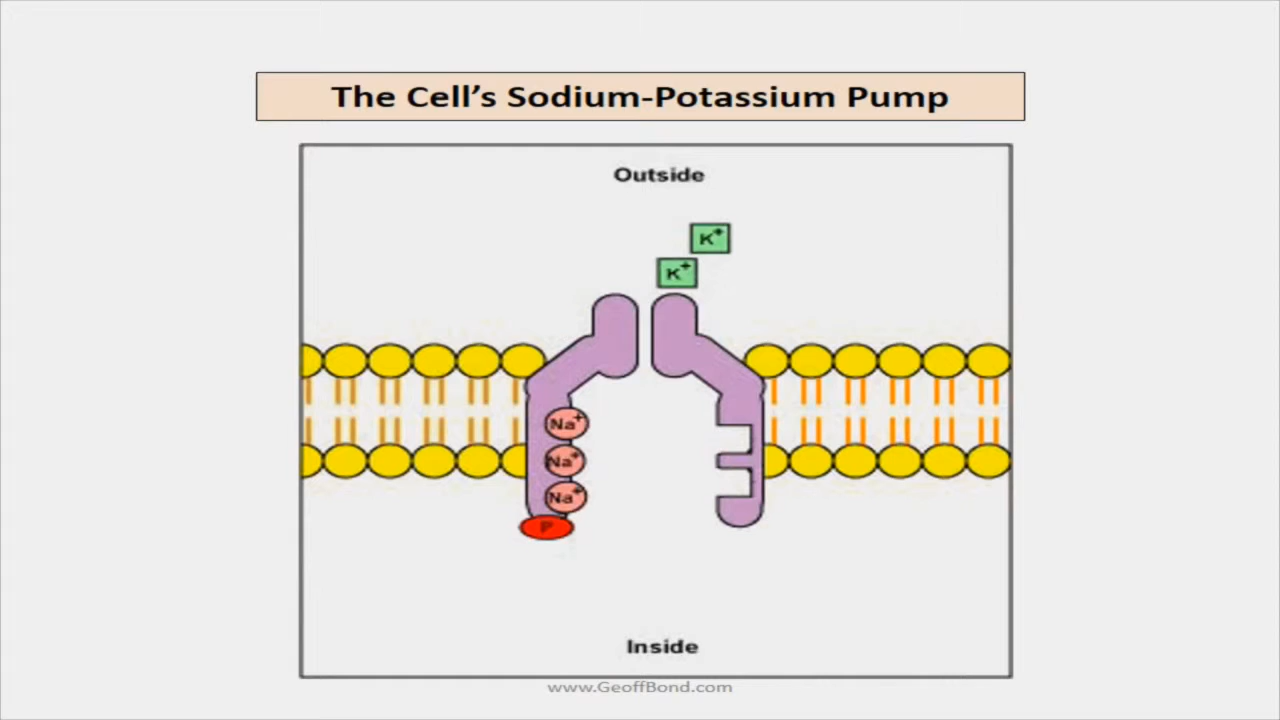 The Cell's Sodium-Potassium Pump
Outside
K+
K+
Na+
Na+
Na+
P
Inside
www.GeoffBond.com